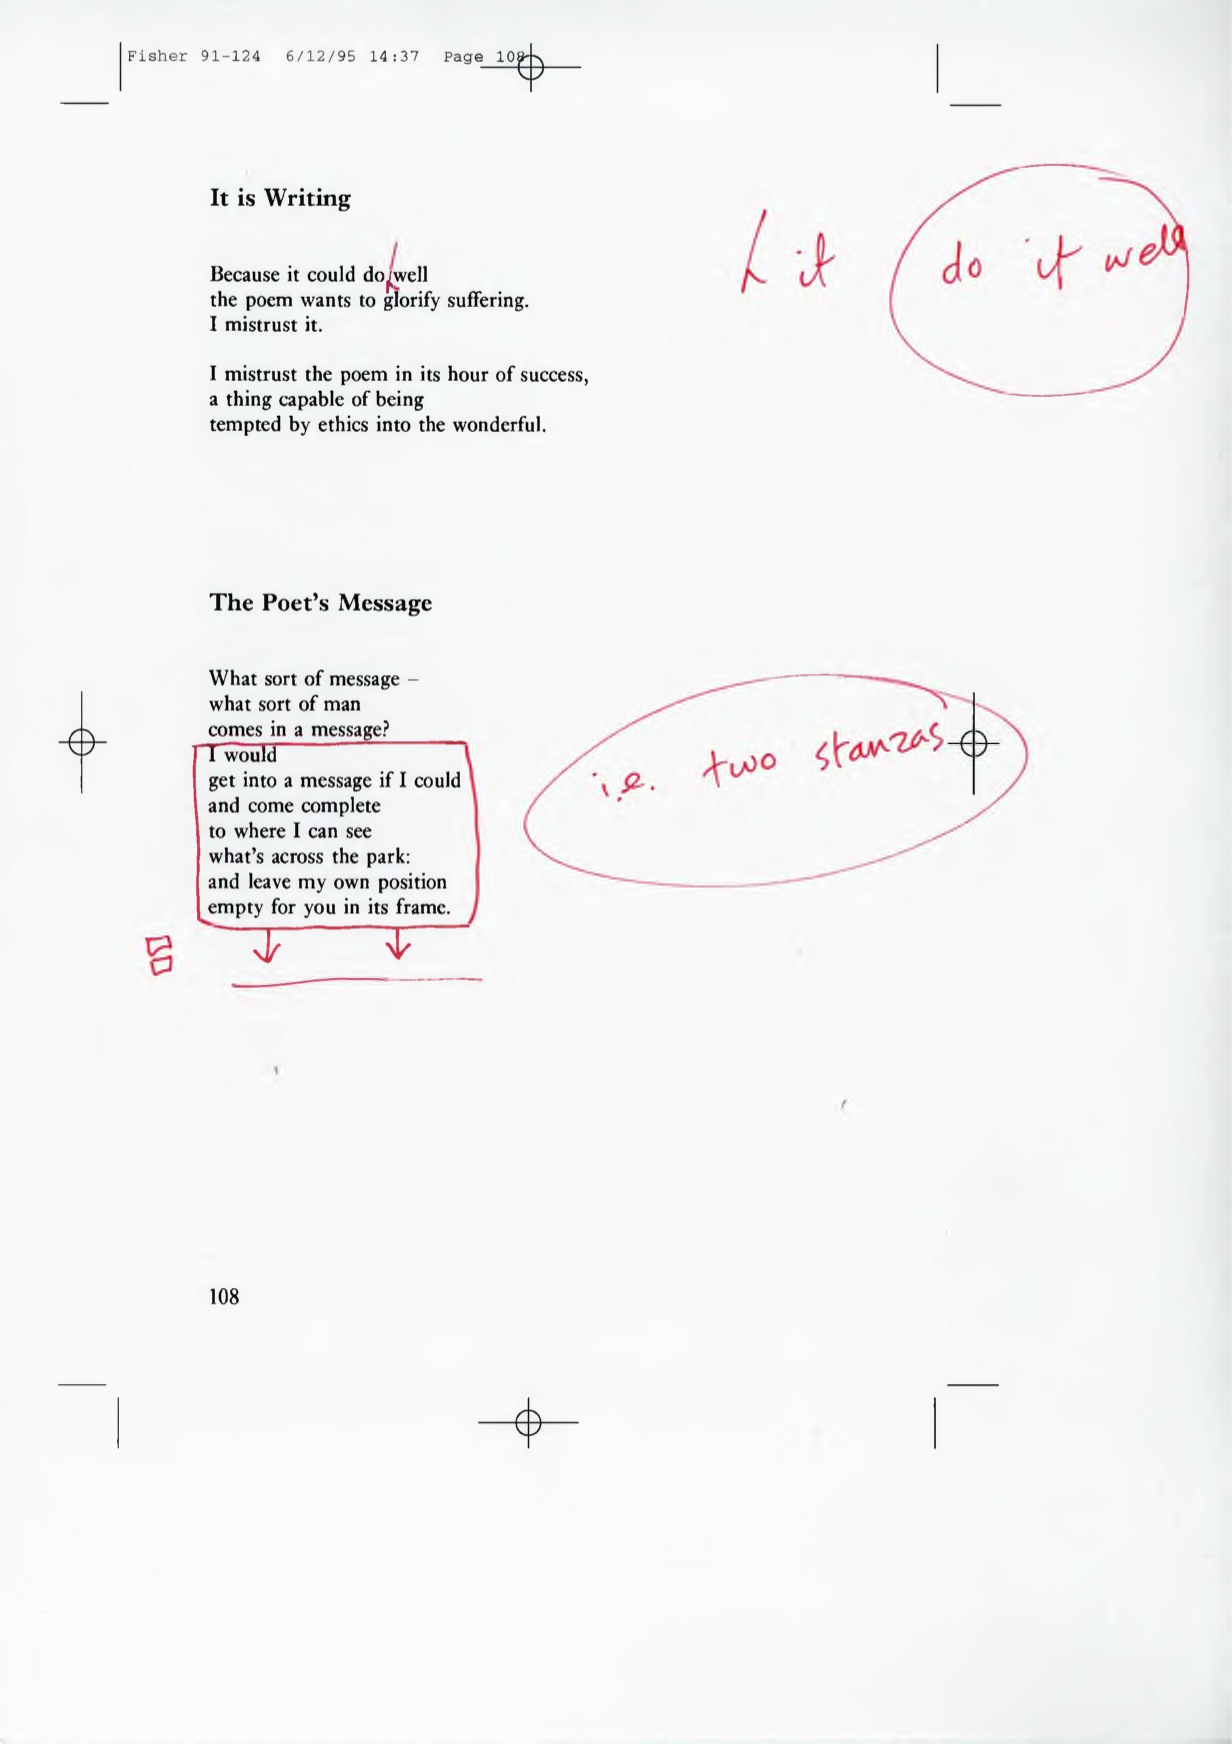 Fisher 91-124 6/12/95 14:37 Page 108
It is Writing
Because it could do well
the poem wants to glorify suffering.
I mistrust it.
it do it well
I mistrust the poem in its hour of success,
a thing capable of being
tempted by ethics into the wonderful.
The Poet's Message
What sort of message –
what sort of man
comes in a message?
I would
get into a message if I could
and come complete
to where I can see
what's across the park:
and leave my own position
empty for you in its frame.
i.e. two stanzas
108